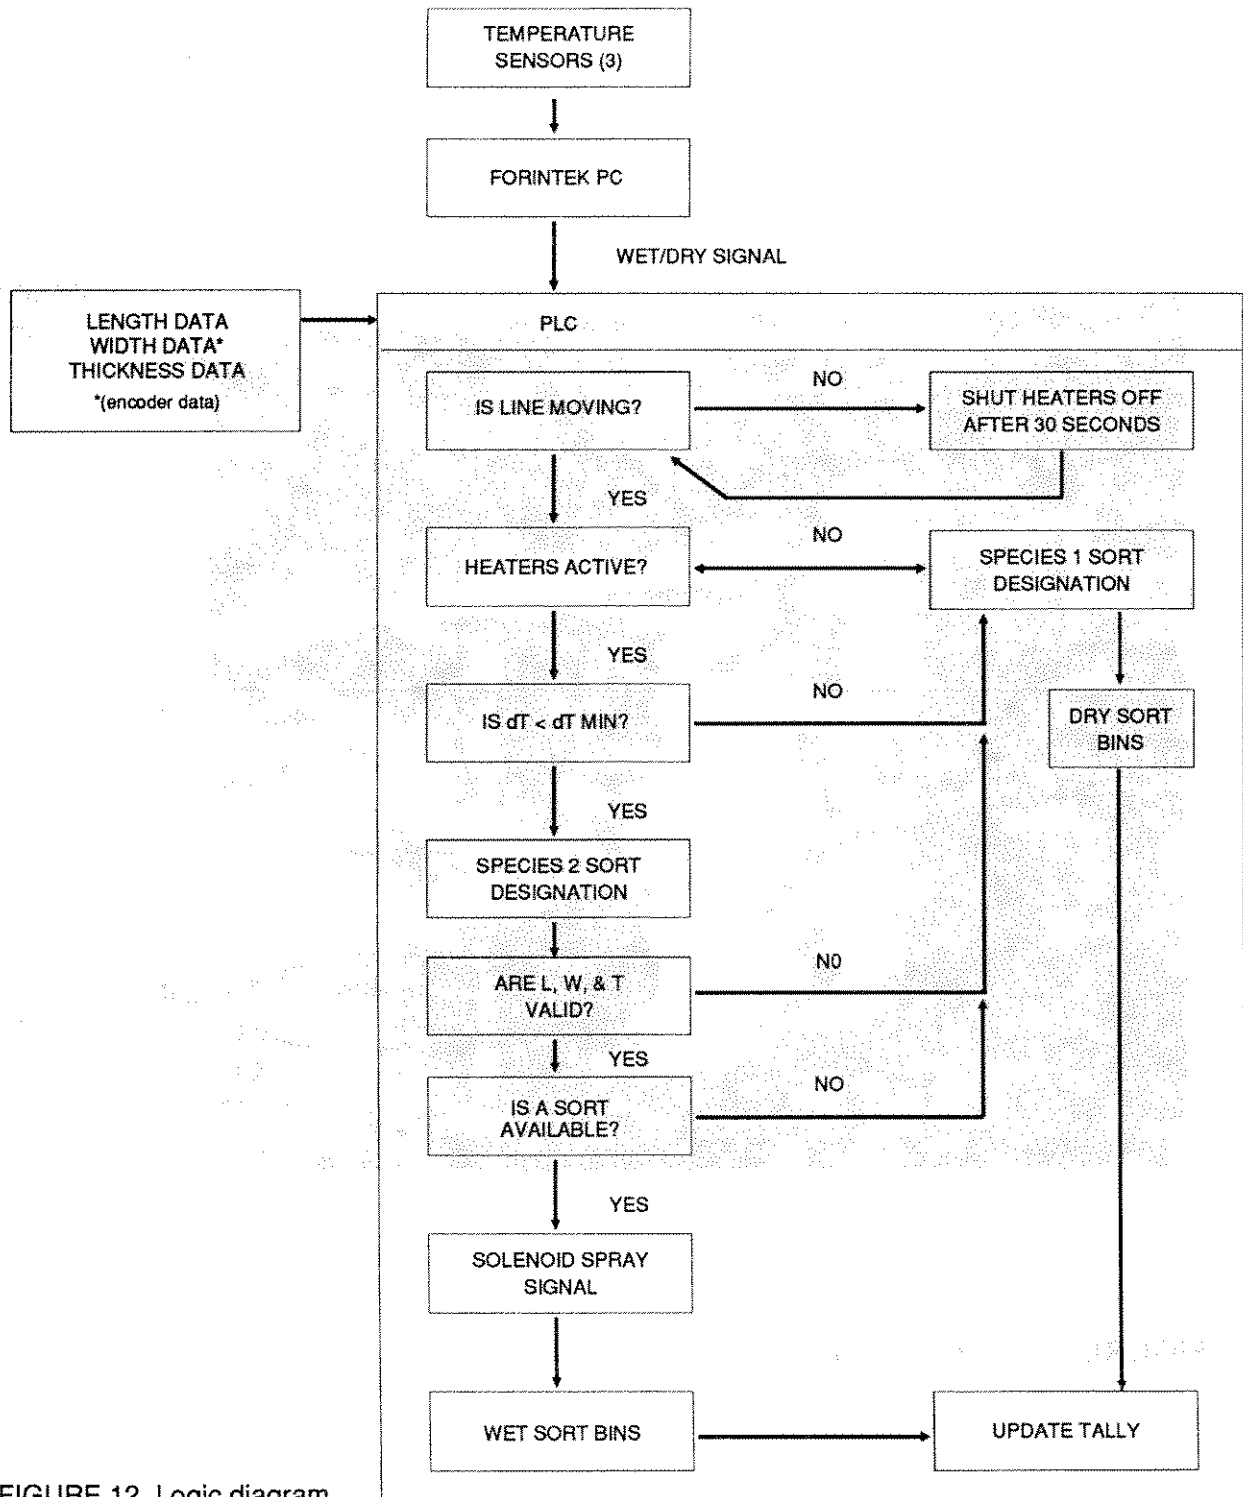 TEMPERATURE
SENSORS (3)
FORINTEK PC
WET/DRY SIGNAL
LENGTH DATA
WIDTH DATA*
THICKNESS DATA
*(encoder data)
PLC
IS LINE MOVING?
NO
SHUT HEATERS OFF
AFTER 30 SECONDS
YES
HEATERS ACTIVE?
NO
SPECIES 1 SORT
DESIGNATION
YES
IS dT < dT MIN?
NO
DRY SORT
BINS
YES
SPECIES 2 SORT
DESIGNATION
ARE L, W, & T
VALID?
N0
YES
IS A SORT
AVAILABLE?
NO
YES
SOLENOID SPRAY
SIGNAL
WET SORT BINS
UPDATE TALLY
FIGURE 12. Logic diagram